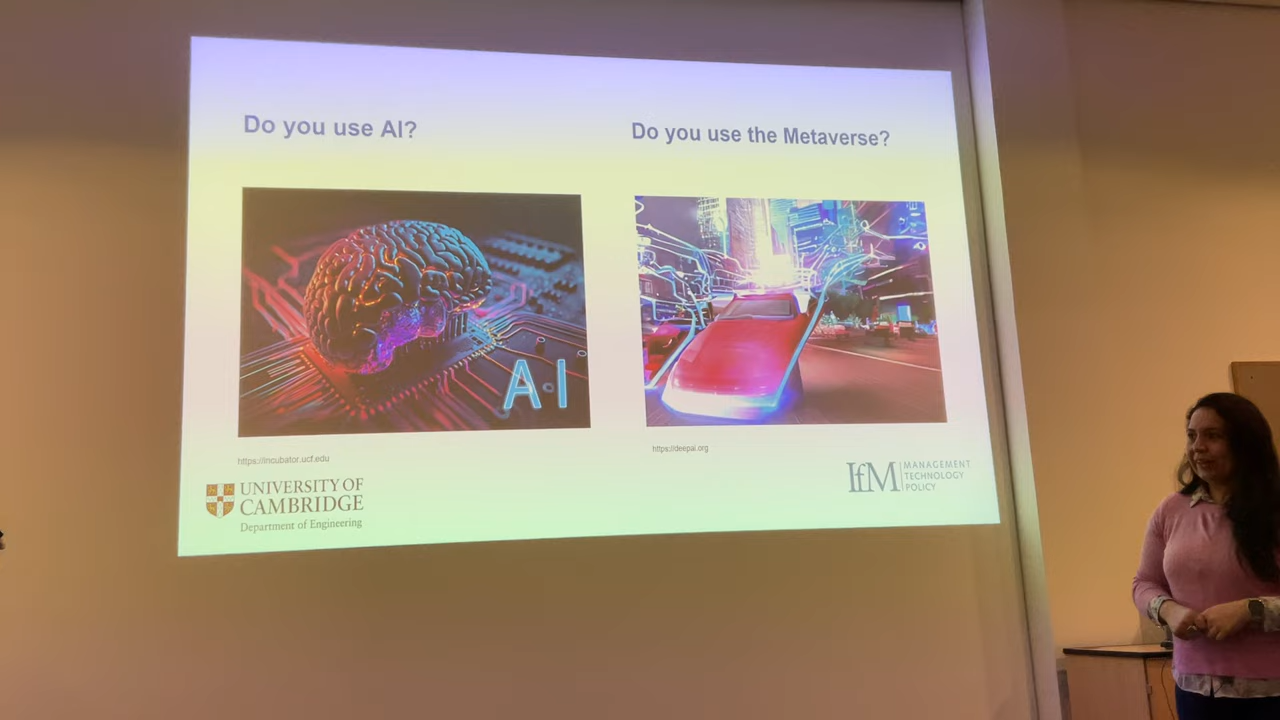 Do you use AI?
Do you use the Metaverse?
AI
https://incubator.ucf.edu
https://deepai.org
UNIVERSITY OF
CAMBRIDGE
Department of Engineering
IfM
MANAGEMENT
TECHNOLOGY
POLICY